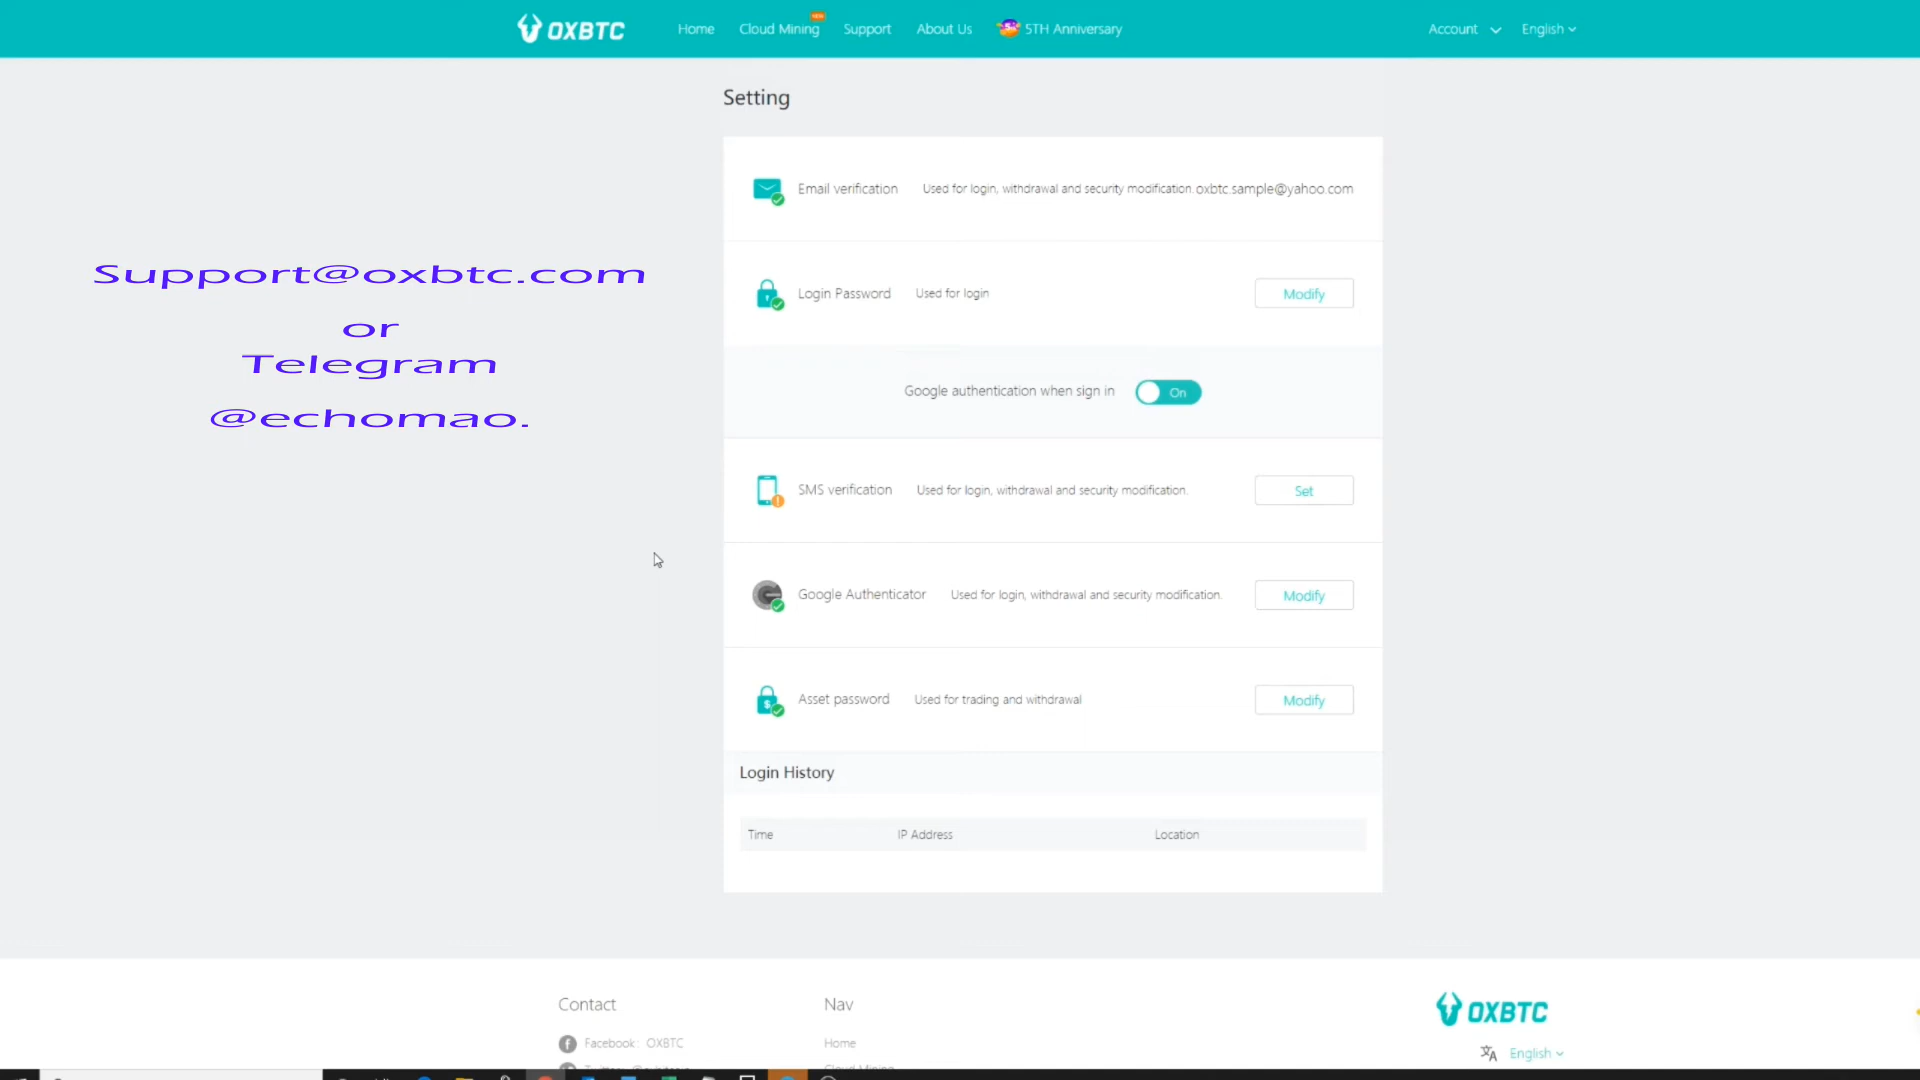 OXBTC Home Cloud Mining NEW Support About Us 5TH Anniversary Account English
Setting
Email verification Used for login, withdrawal and security modification. oxbtc.sample@yahoo.com
Support@oxbtc.com
or
Telegram
@echomao.
Login Password Used for login Modify
Google authentication when sign in On
SMS verification Used for login, withdrawal and security modification. Set
Google Authenticator Used for login, withdrawal and security modification. Modify
Asset password Used for trading and withdrawal Modify
Login History
Time IP Address Location
Contact Nav
OXBTC
Facebook : OXBTC Home
English
Cloud Mining